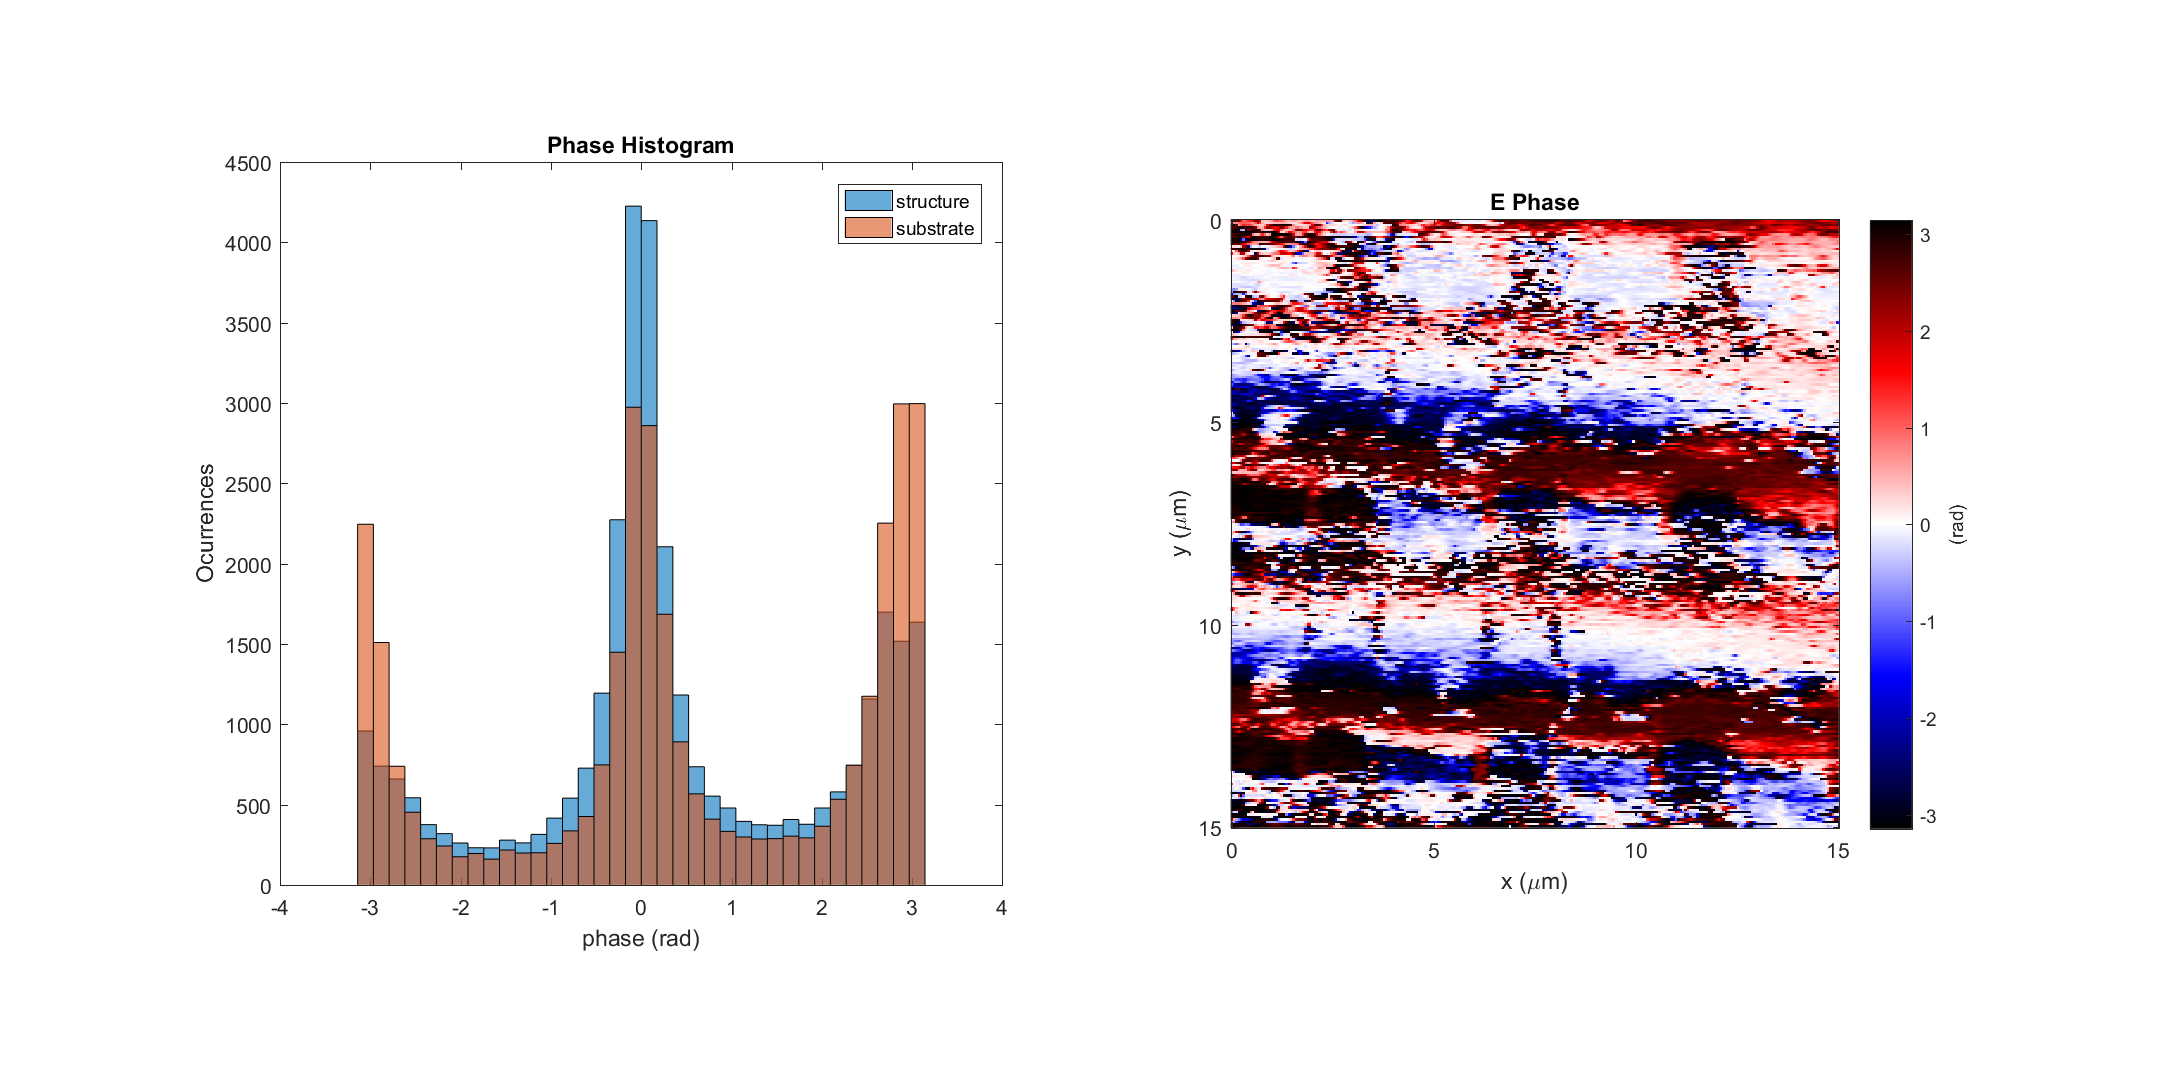 Phase Histogram
4500
4000
3500
3000
2500
2000
1500
1000
500
0
-4 -3 -2 -1 0 1 2 3 4
phase (rad)
Ocurrences
structure
substrate
E Phase
0
5
10
15
0 5 10 15
x (μm)
y (μm)
3
2
1
0
-1
-2
-3
(rad)